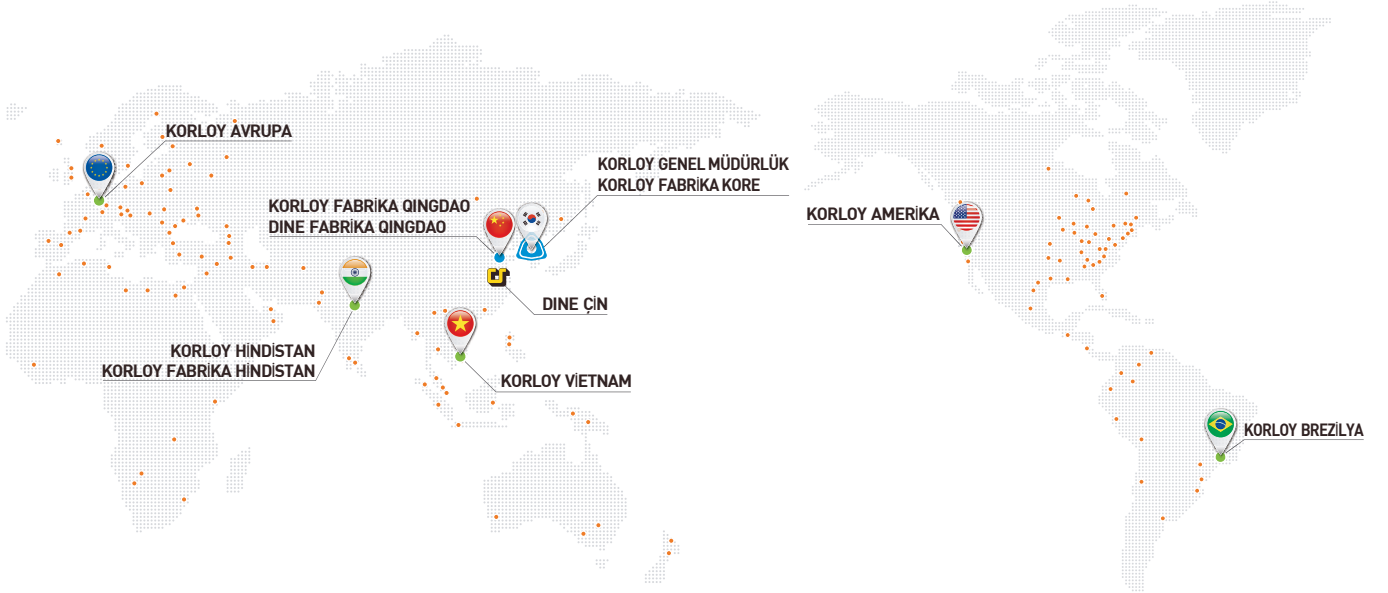 KORLOY AVRUPA
KORLOY GENEL MÜDÜRLÜK
KORLOY FABRİKA KORE
KORLOY FABRİKA QINGDAO
DINE FABRİKA QINGDAO
KORLOY AMERİKA
DINE ÇİN
KORLOY HİNDİSTAN
KORLOY FABRİKA HİNDİSTAN
KORLOY VİETNAM
KORLOY BREZİLYA